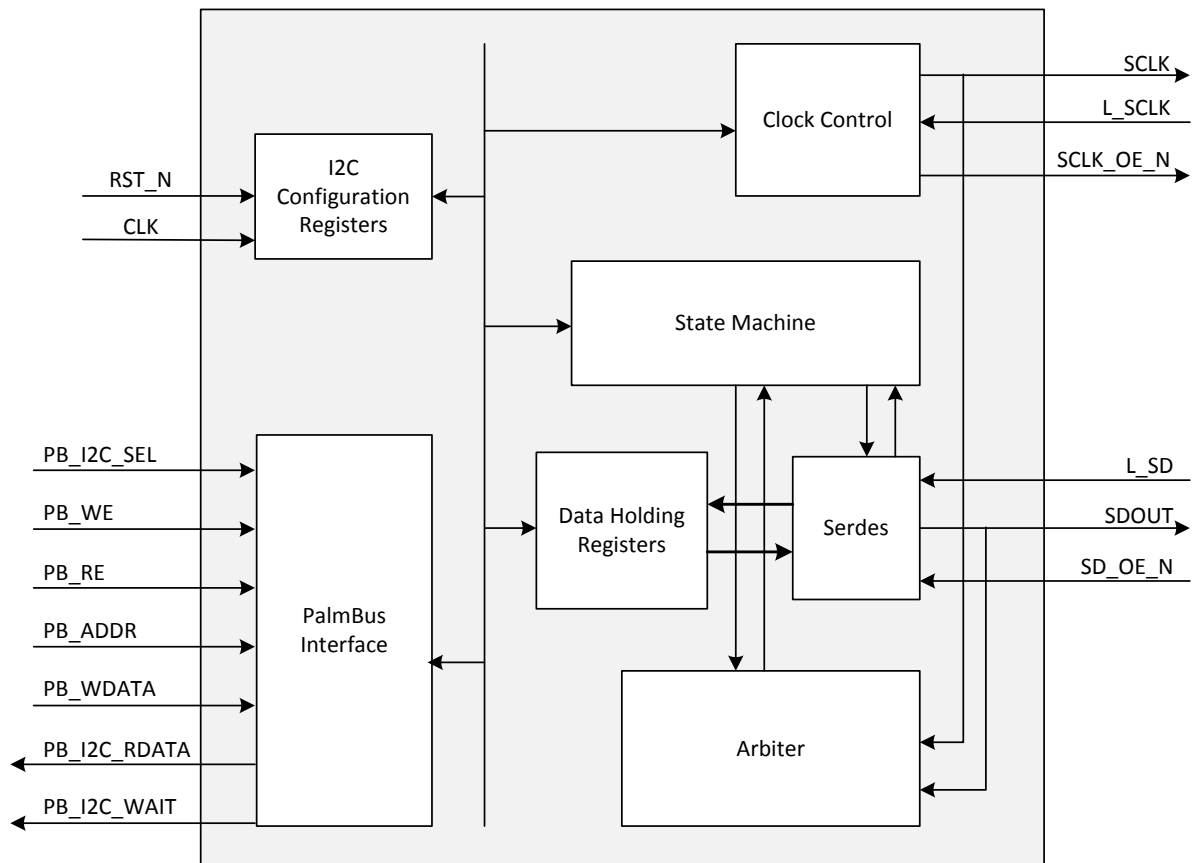 SCLK
Clock Control
L_SCLK
SCLK_OE_N
I2C
Configuration
Registers
RST_N
CLK
State Machine
PB_I2C_SEL
PB_WE
PB_RE
PB_ADDR
PB_WDATA
PB_I2C_RDATA
PB_I2C_WAIT
PalmBus
Interface
Data Holding
Registers
Serdes
L_SD
SDOUT
SD_OE_N
Arbiter